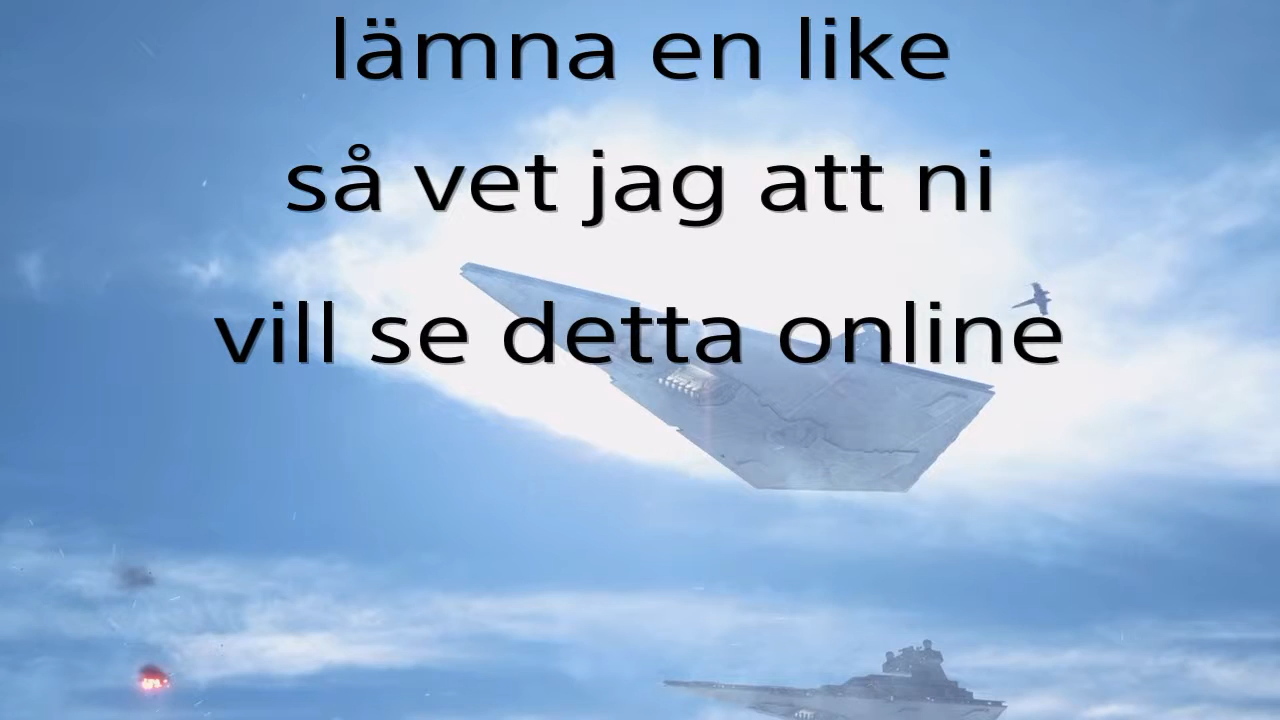 lämna en like
så vet jag att ni
vill se detta online